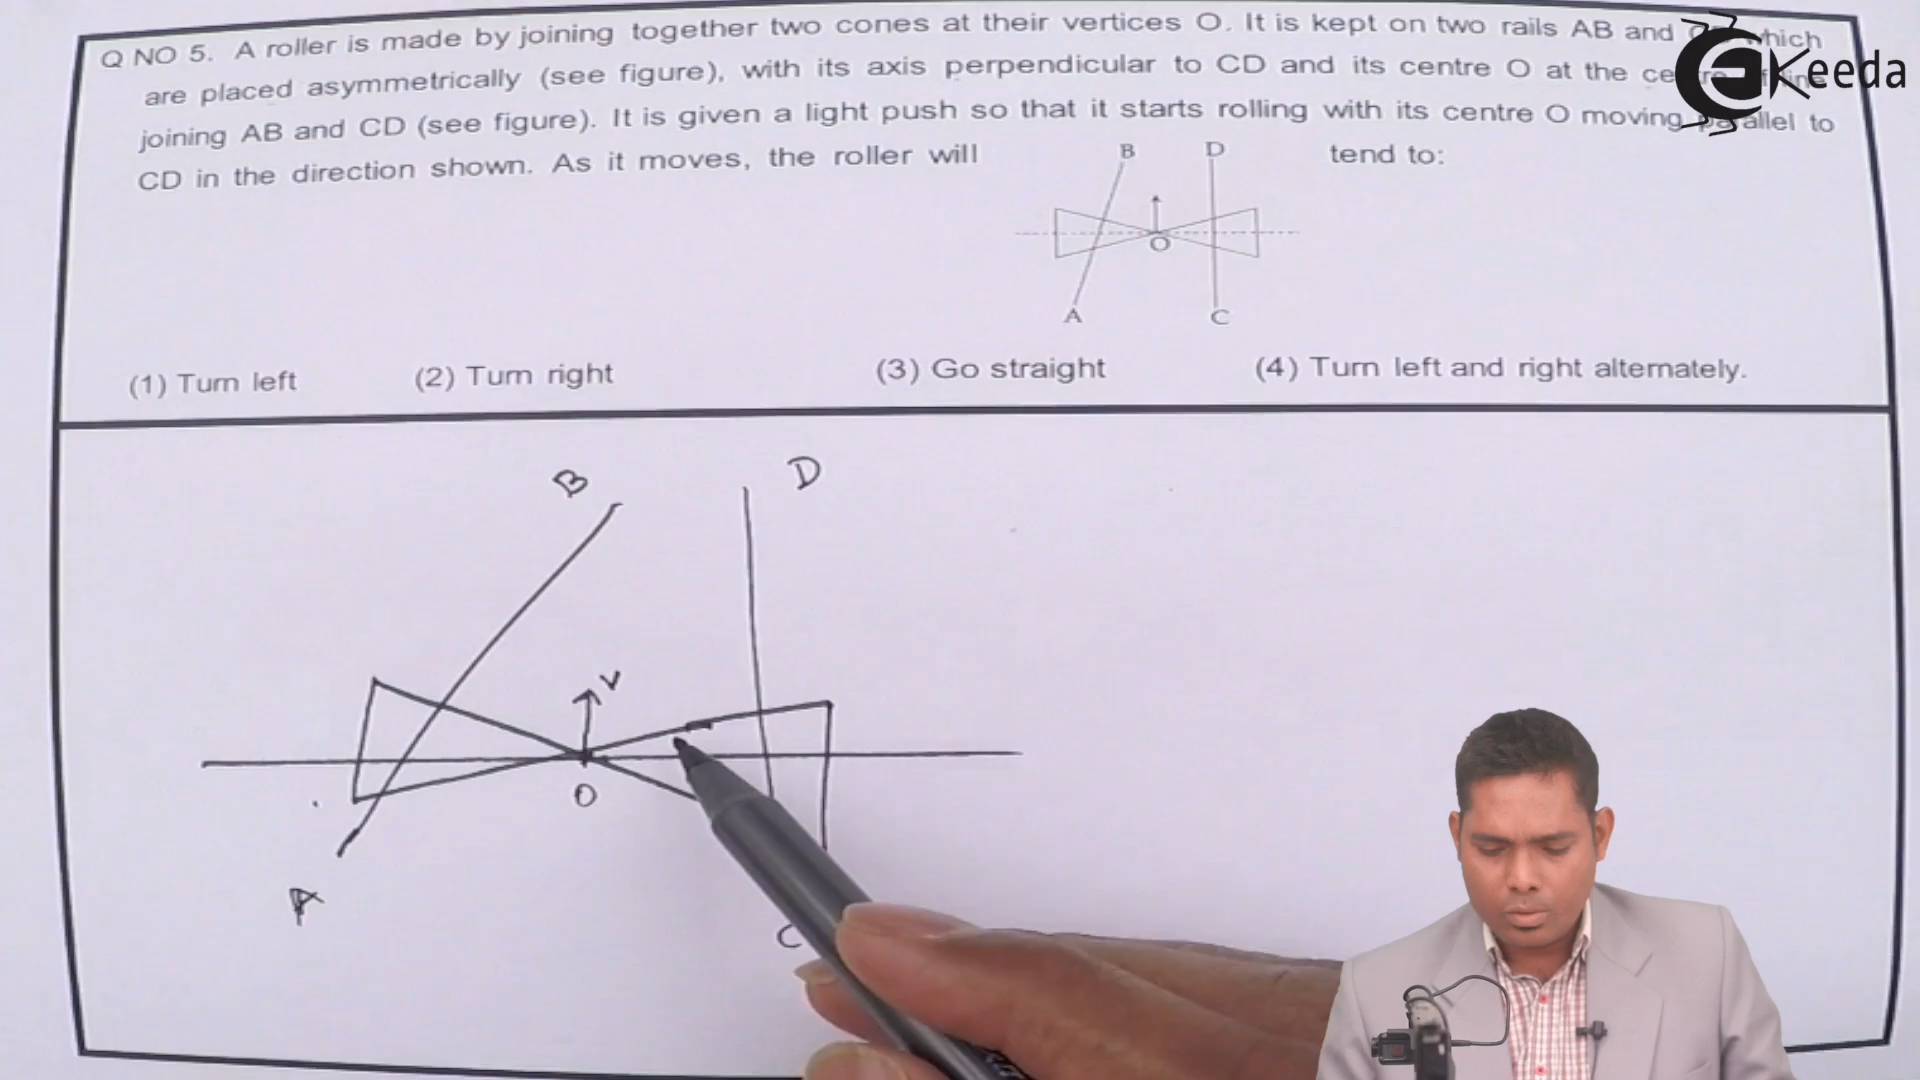 Q NO 5. A roller is made by joining together two cones at their vertices O. It is kept on two rails AB and which
are placed asymmetrically (see figure), with its axis perpendicular to CD and its centre O at the
joining AB and CD (see figure). It is given a light push so that it starts rolling with its centre O moving parallel to
CD in the direction shown. As it moves, the roller will tend to:
B D
O
A C
(1) Turn left (2) Turn right (3) Go straight (4) Turn left and right alternately.
Keeda
B D
V
O
A
C